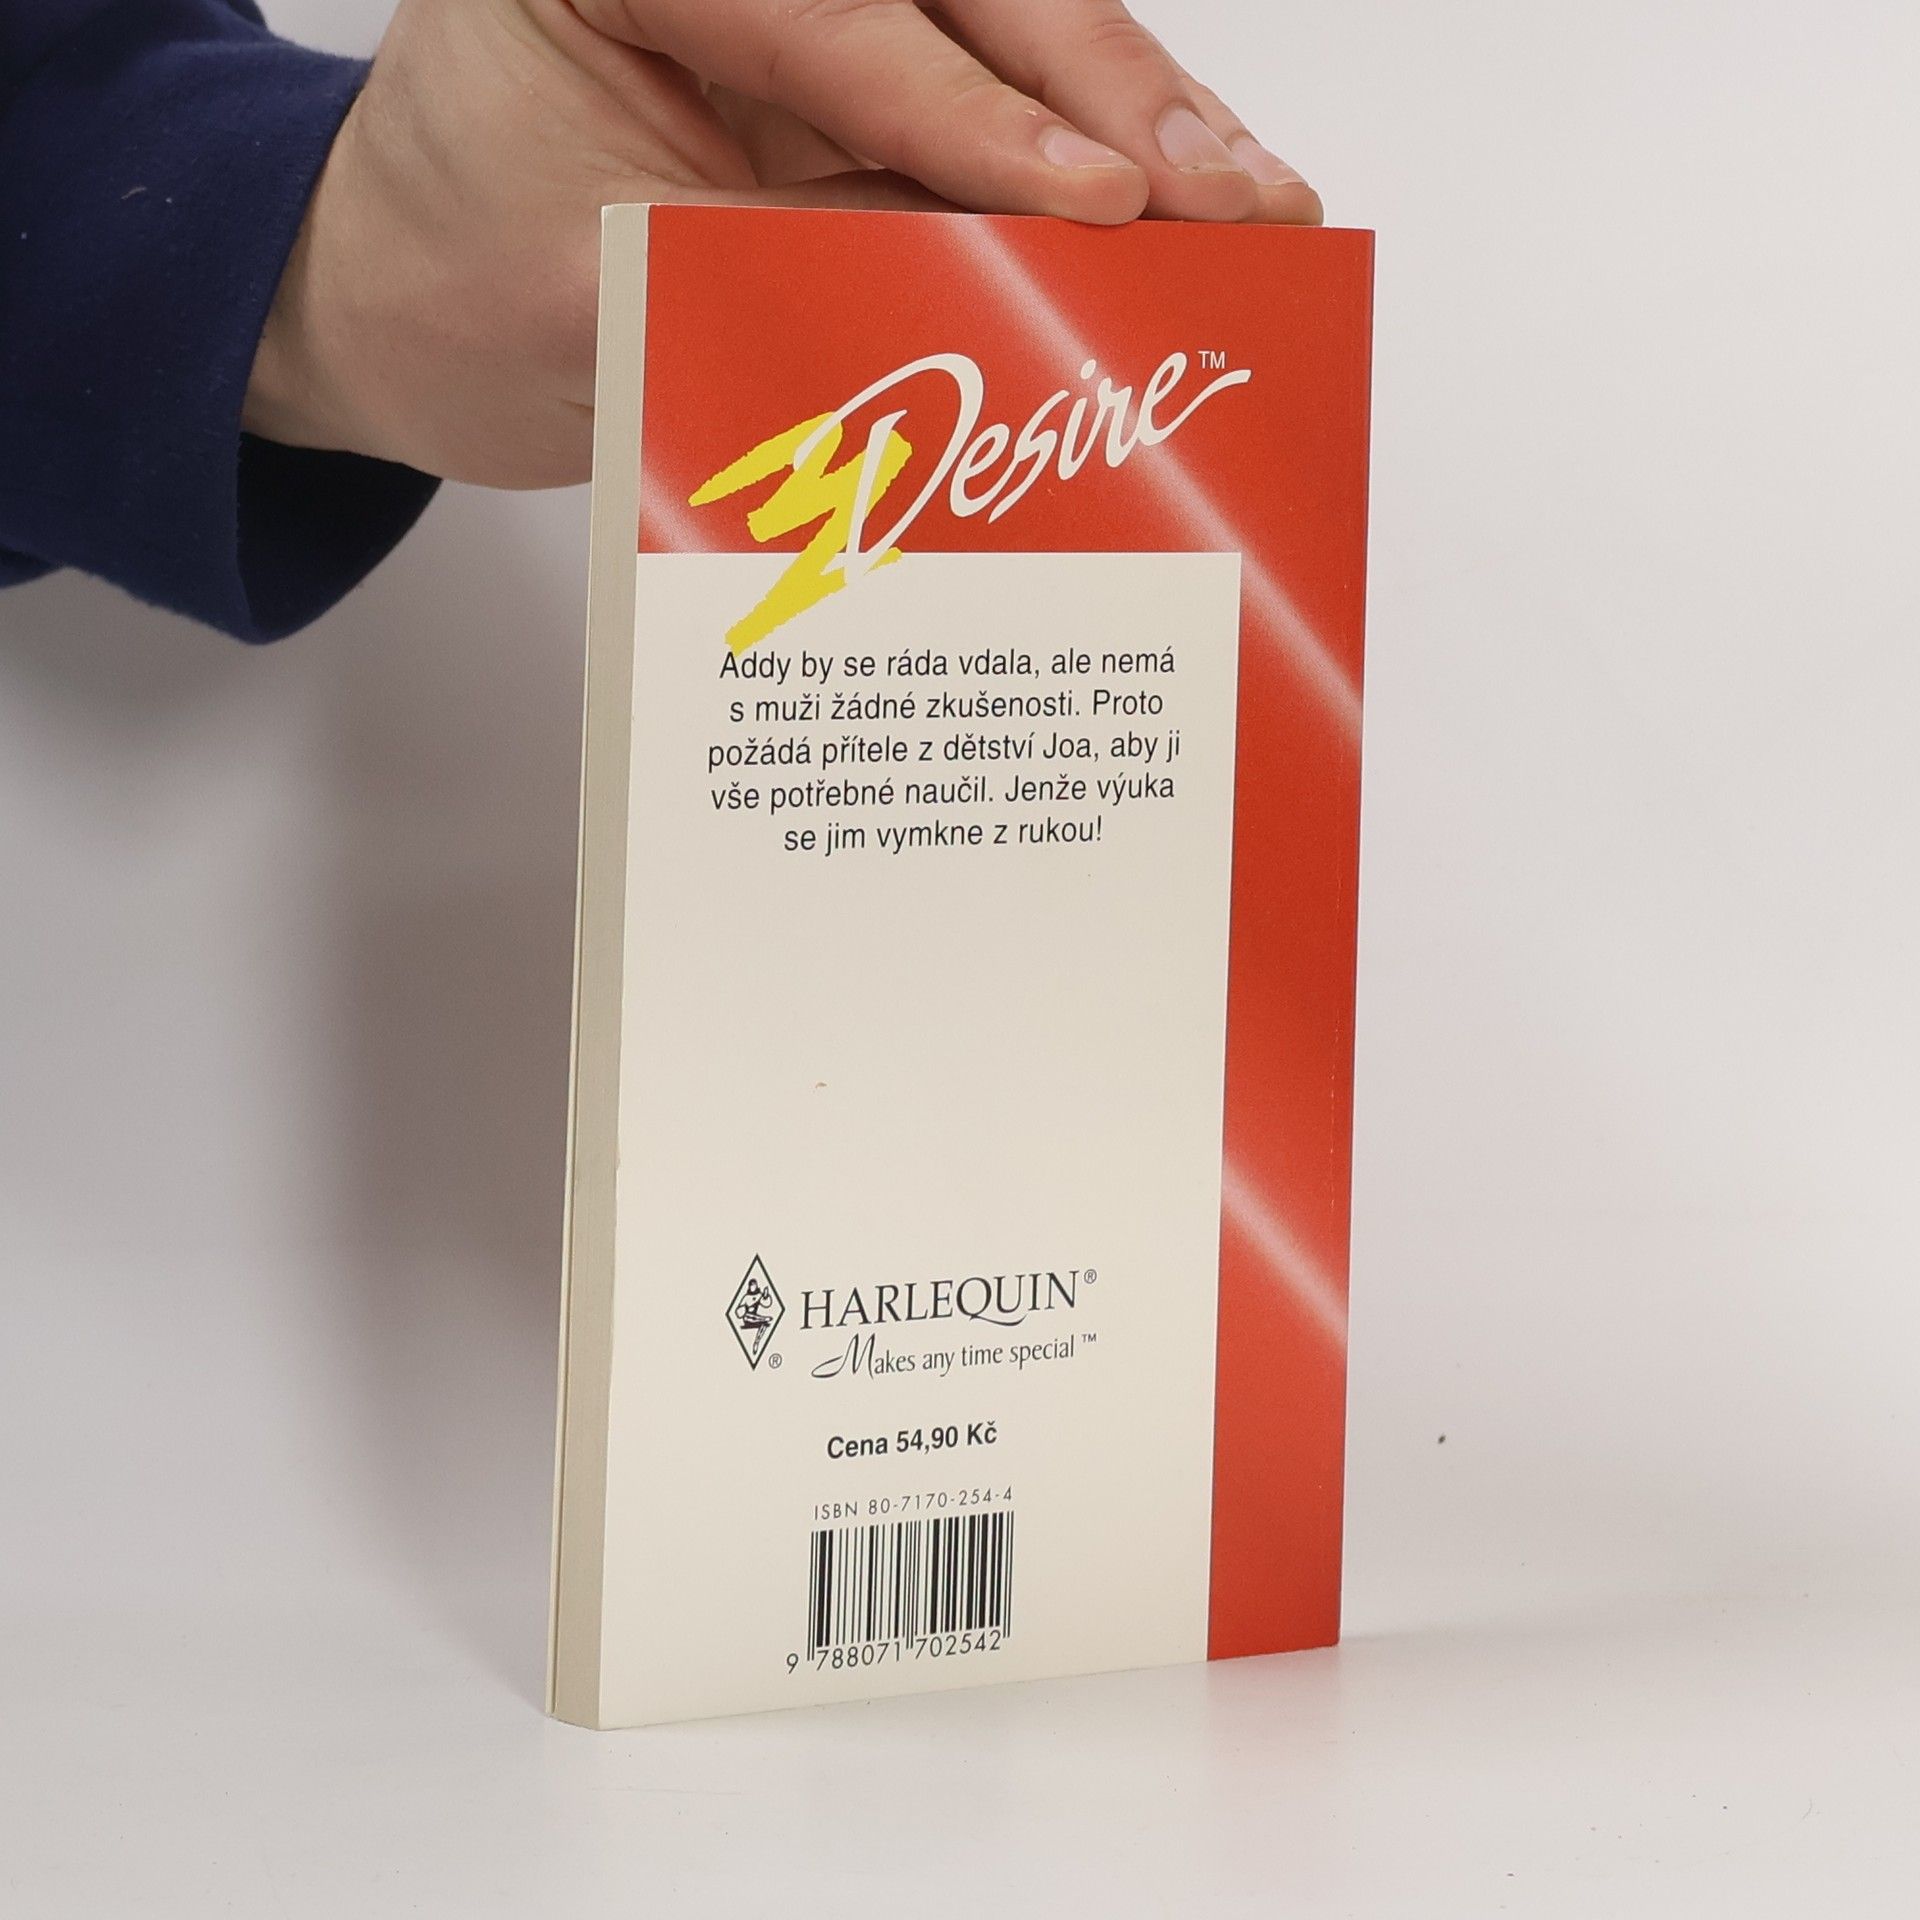 Desire™
Addy by se ráda vdala, ale nemá
s muži žádné zkušenosti. Proto
požádá přítele z dětství Joa, aby ji
vše potřebné naučil. Jenže výuka
se jim vymkne z rukou!
HARLEQUIN®
®
Makes any time special™
Cena 54,90 Kč
ISBN 80-7170-254-4
9 788071 702542